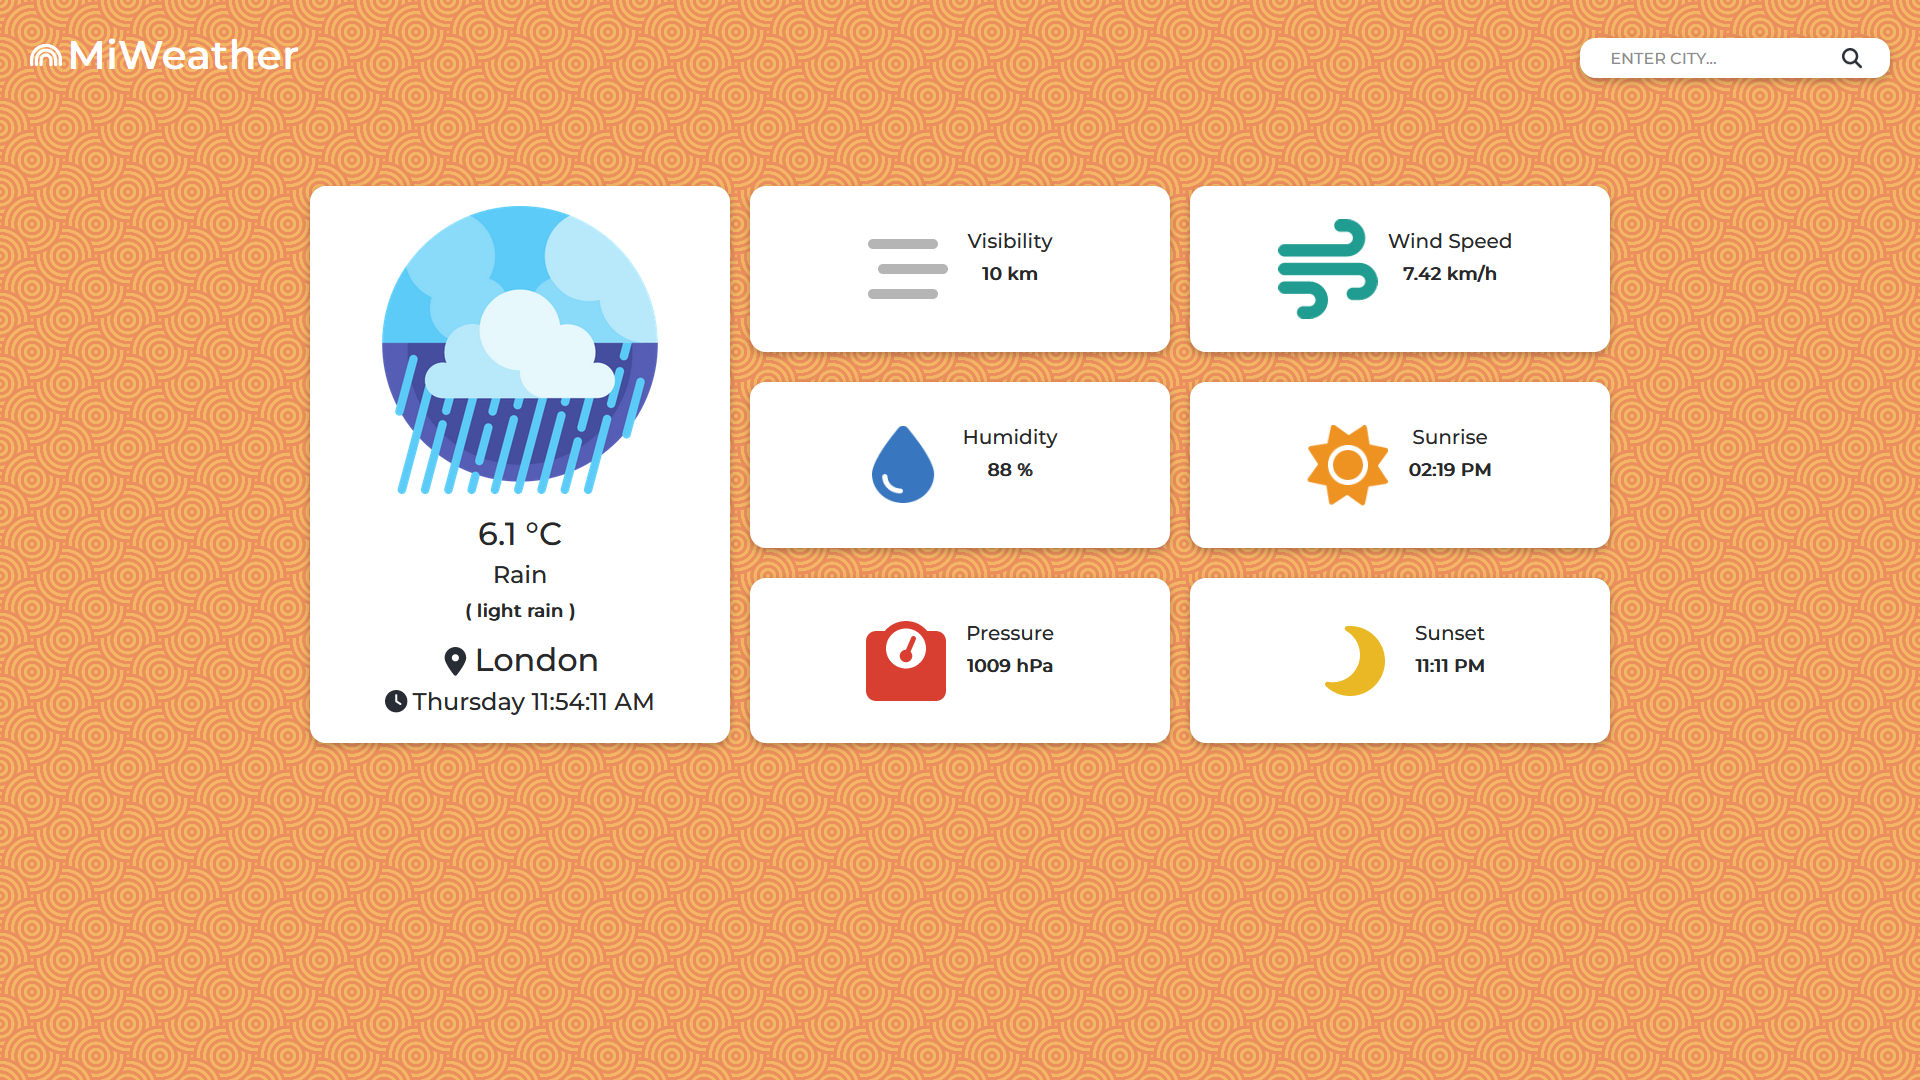 MiWeather
ENTER CITY...
6.1 °C
Rain
( light rain )
London
Thursday 11:54:11 AM
Visibility
10 km
Wind Speed
7.42 km/h
Humidity
88 %
Sunrise
02:19 PM
Pressure
1009 hPa
Sunset
11:11 PM